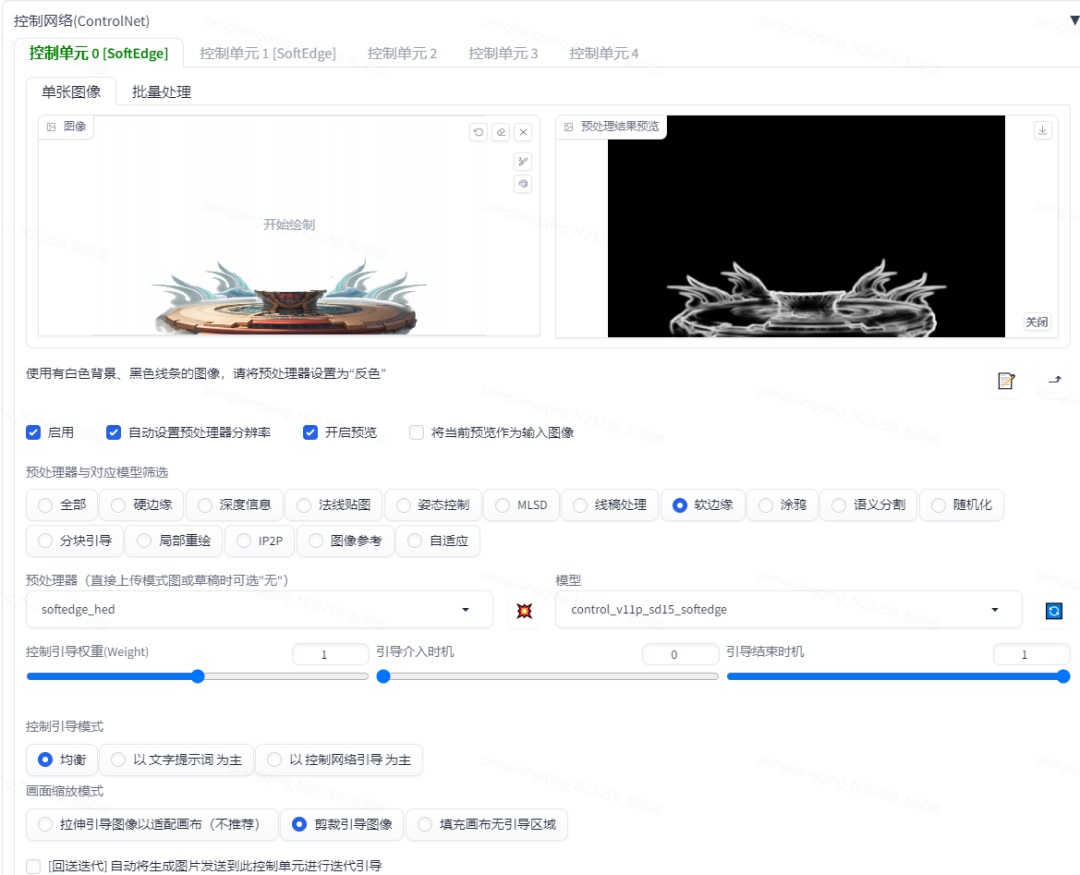 控制网络(ControlNet)
▼
控制单元 0 [SoftEdge] 控制单元 1 [SoftEdge] 控制单元 2 控制单元 3 控制单元 4
单张图像 批量处理
图像 预处理结果预览
开始绘制
关闭
使用有白色背景、黑色线条的图像，请将预处理器设置为“反色”
启用 自动设置预处理器分辨率 开启预览 将当前预览作为输入图像
预处理器与对应模型筛选
全部 硬边缘 深度信息 法线贴图 姿态控制 MLSD 线稿处理 软边缘 涂鸦 语义分割 随机化
分块引导 局部重绘 IP2P 图像参考 自适应
预处理器（直接上传模式图或草稿时可选“无”） 模型
softedge_hed control_v11p_sd15_softedge
控制引导权重(Weight) 1 引导介入时机 0 引导结束时机 1
控制引导模式
均衡 以 文字提示词 为主 以 控制网络引导 为主
画面缩放模式
拉伸引导图像以适配画布（不推荐） 剪裁引导图像 填充画布无引导区域
[回送迭代] 自动将生成图片发送到此控制单元进行迭代引导